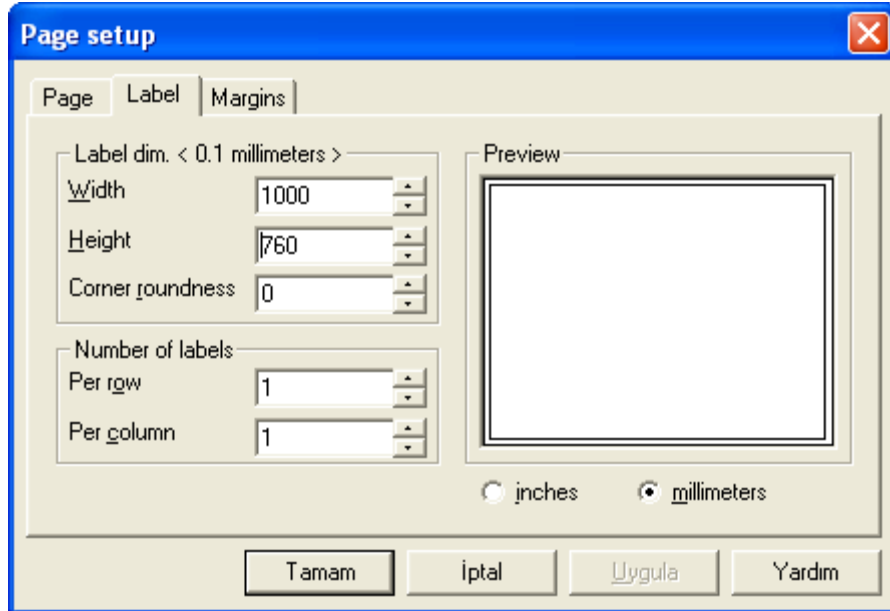 Page setup
Page Label Margins
Label dim. < 0.1 millimeters >
Width 1000
Height 760
Corner roundness 0
Number of labels
Per row 1
Per column 1
Preview
inches millimeters
Tamam İptal Uygula Yardım